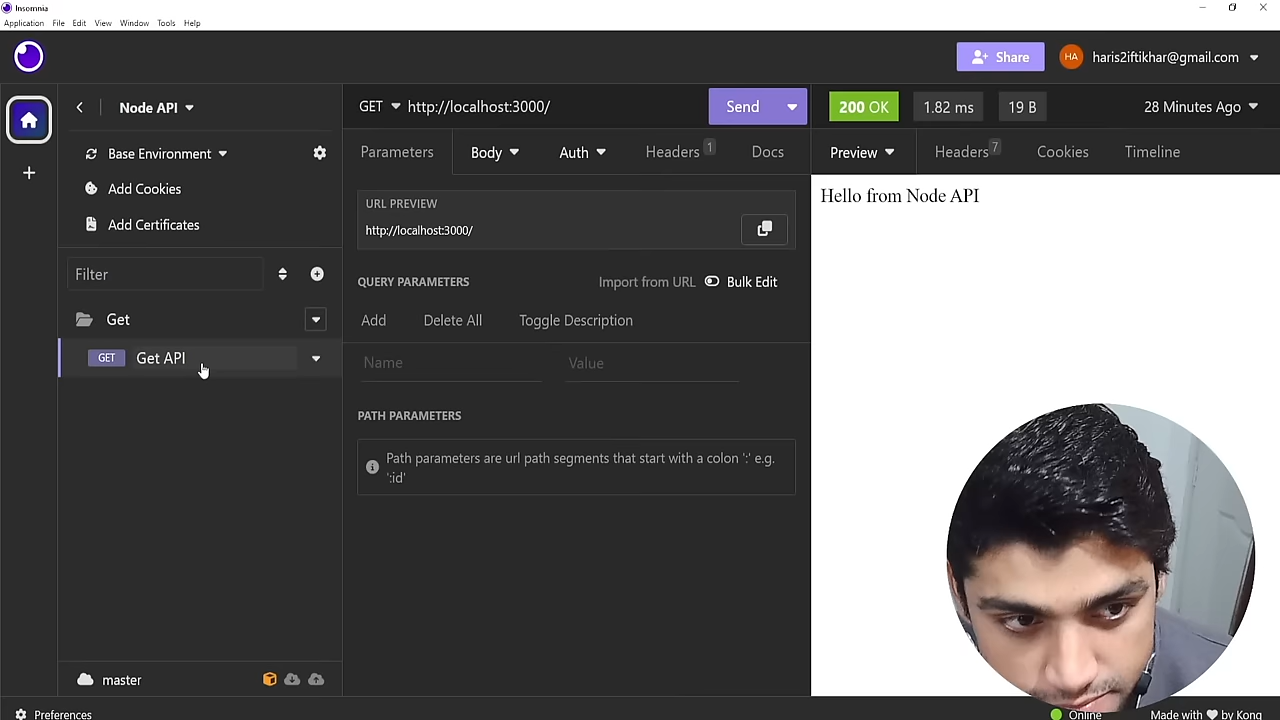 Insomnia
Application File Edit View Window Tools Help
Share
HA
haris2iftikhar@gmail.com
Node API
Base Environment
Add Cookies
Add Certificates
Filter
Get
GET Get API
master
Preferences
GET http://localhost:3000/
Send
Parameters Body Auth Headers 1 Docs
URL PREVIEW
http://localhost:3000/
QUERY PARAMETERS Import from URL Bulk Edit
Add Delete All Toggle Description
Name Value
PATH PARAMETERS
Path parameters are url path segments that start with a colon ':' e.g.
':id'
200 OK 1.82 ms 19 B 28 Minutes Ago
Preview Headers 7 Cookies Timeline
Hello from Node API
Online Made with ❤ by Kong